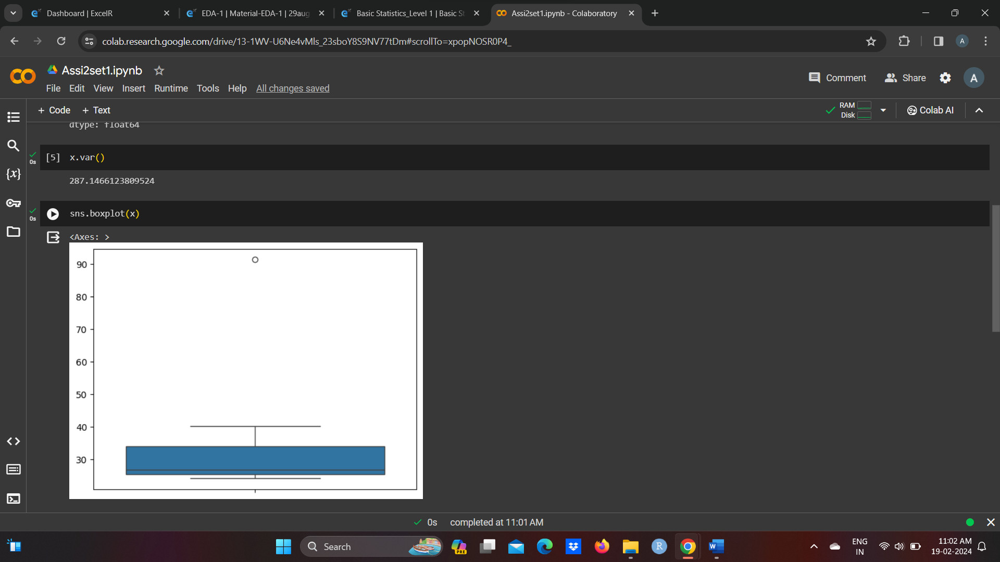 Dashboard | ExcelR
EDA-1 | Material-EDA-1 | 29aug
Basic Statistics_Level 1 | Basic St
Assi2set1.ipynb - Colaboratory
colab.research.google.com/drive/13-1WV-U6Ne4vMls_23sboY8S9NV77tDm#scrollTo=xpopNOSR0P4_
A
Assi2set1.ipynb
File Edit View Insert Runtime Tools Help All changes saved
Comment
Share
A
+ Code + Text
RAM
Disk
Colab AI
dtype: float64
0s
[5] x.var()
287.1466123809524
0s
sns.boxplot(x)
<Axes: >
90
80
70
60
50
40
30
{x}
0s completed at 11:01 AM
Search
PRE
R
W
ENG
IN
11:02 AM
19-02-2024